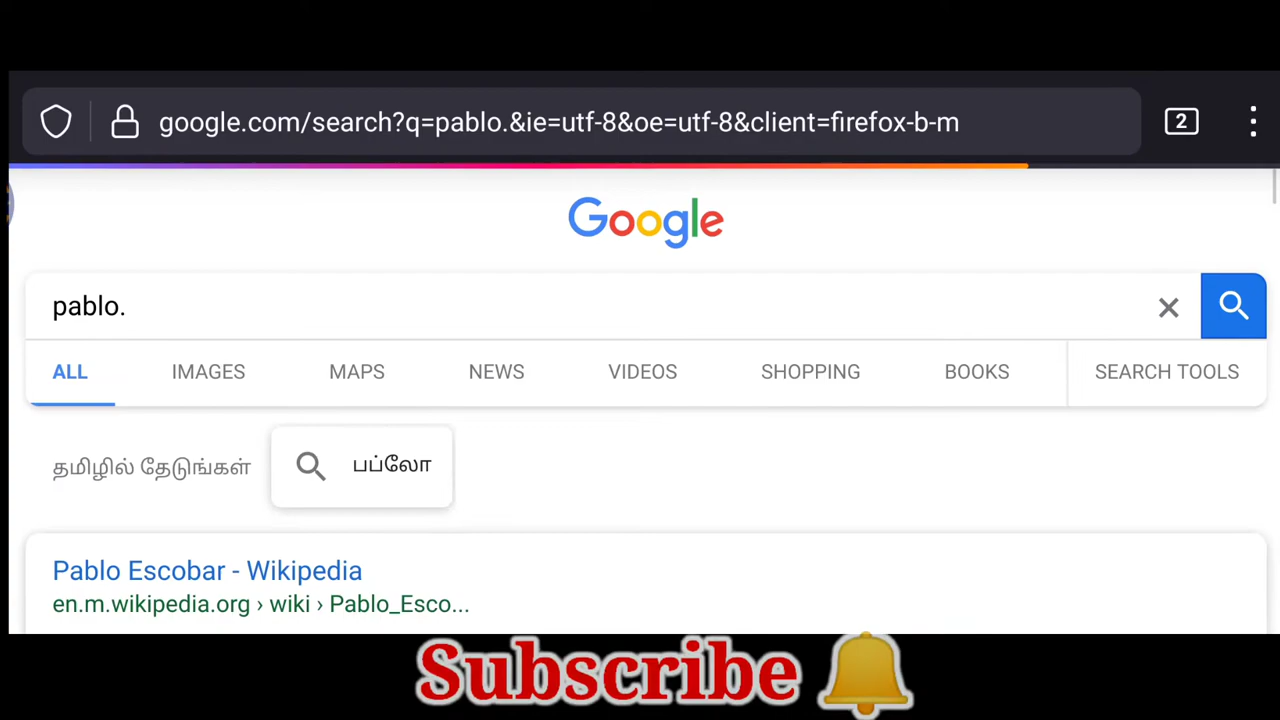 google.com/search?q=pablo.&ie=utf-8&oe=utf-8&client=firefox-b-m
2
Google
pablo.
ALL IMAGES MAPS NEWS VIDEOS SHOPPING BOOKS SEARCH TOOLS
தமிழில் தேடுங்கள் பப்லோ
Pablo Escobar - Wikipedia
en.m.wikipedia.org › wiki › Pablo_Esco...
Subscribe